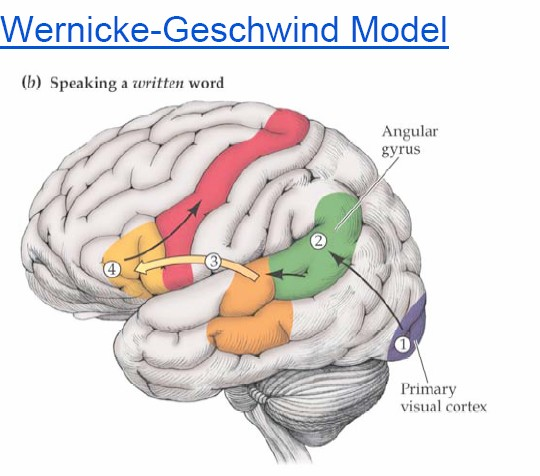 Wernicke-Geschwind Model
(b) Speaking a written word
Angular
gyrus
2
3
4
1
Primary
visual cortex